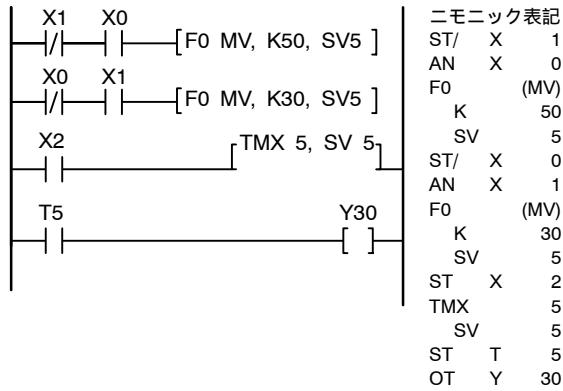 X1 X0
[F0 MV, K50, SV5 ]
X0 X1
[F0 MV, K30, SV5 ]
X2
TMX 5, SV 5
T5 Y30
ニモニック表記
ST/ X 1
AN X 0
F0 (MV)
K 50
SV 5
ST/ X 0
AN X 1
F0 (MV)
K 30
SV 5
ST X 2
TMX 5
SV 5
ST T 5
OT Y 30